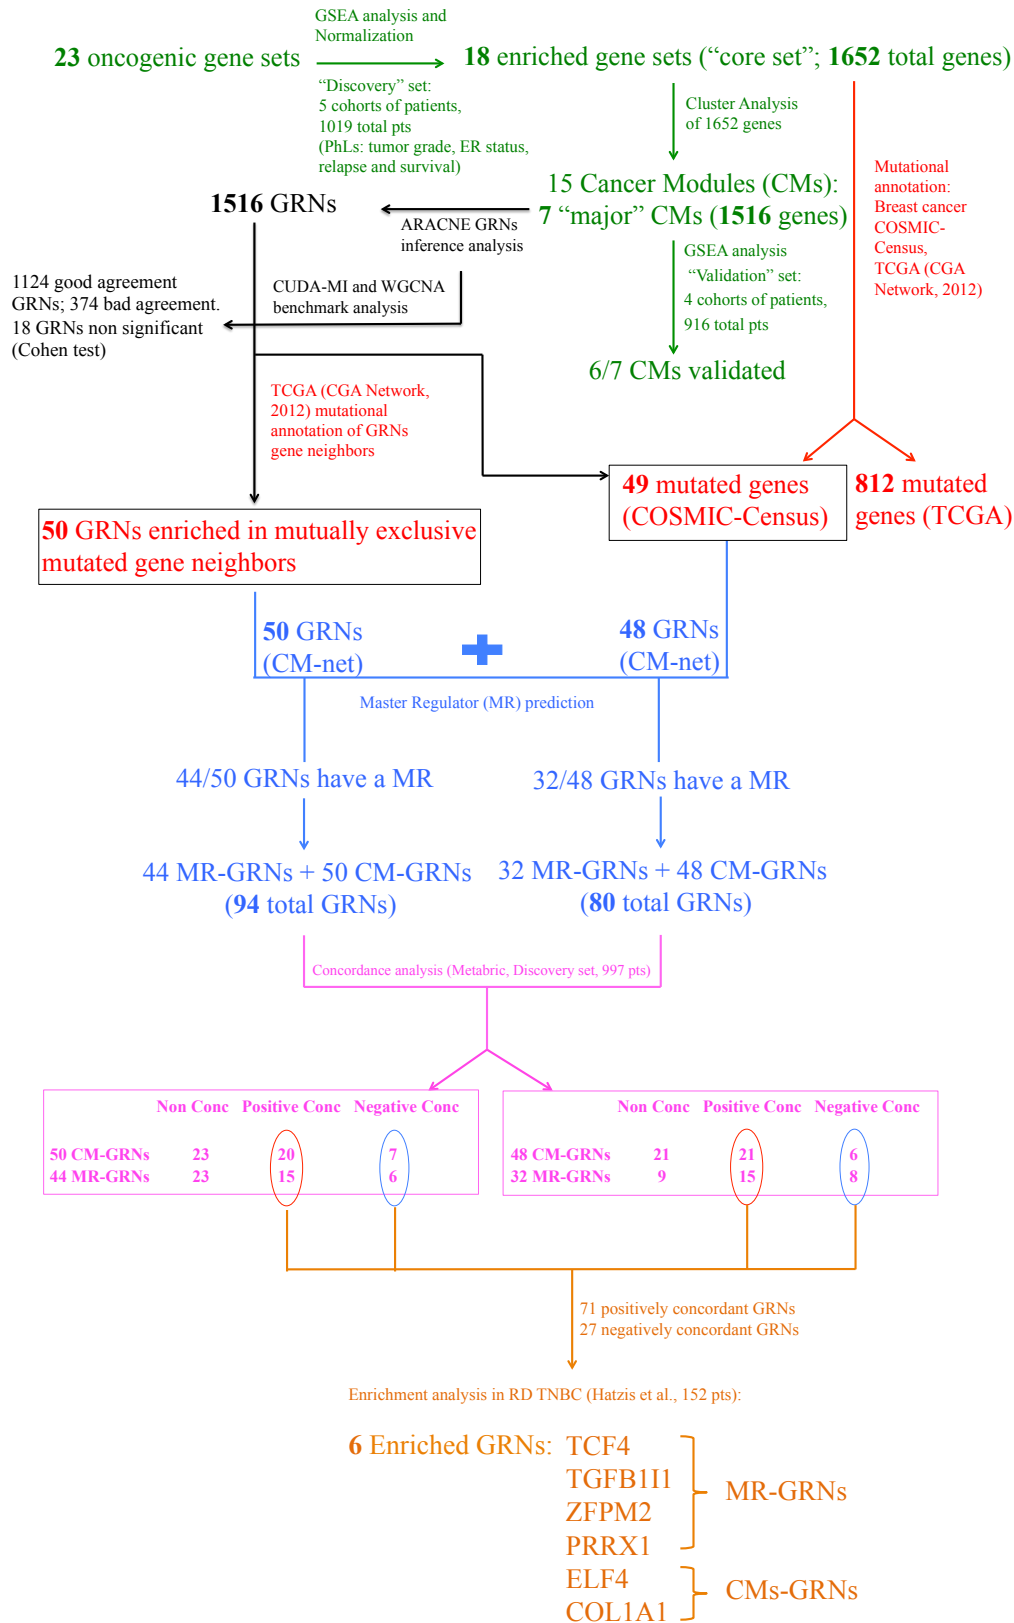 GSEA analysis and
Normalization
23 oncogenic gene sets
18 enriched gene sets (“core set”; 1652 total genes)
“Discovery” set:
5 cohorts of patients,
1019 total pts
(PhLs: tumor grade, ER status,
relapse and survival)
Cluster Analysis
of 1652 genes
Mutational
annotation:
Breast cancer
COSMIC-
Census,
TCGA (CGA
Network, 2012)
15 Cancer Modules (CMs):
7 “major” CMs (1516 genes)
1516 GRNs
ARACNE GRNs
inference analysis
GSEA analysis
“Validation” set:
4 cohorts of patients,
916 total pts
1124 good agreement
GRNs; 374 bad agreement.
18 GRNs non significant
(Cohen test)
CUDA-MI and WGCNA
benchmark analysis
6/7 CMs validated
TCGA (CGA Network,
2012) mutational
annotation of GRNs
gene neighbors
49 mutated genes
(COSMIC-Census)
812 mutated
genes (TCGA)
50 GRNs enriched in mutually exclusive
mutated gene neighbors
50 GRNs
(CM-net)
48 GRNs
(CM-net)
Master Regulator (MR) prediction
44/50 GRNs have a MR
32/48 GRNs have a MR
44 MR-GRNs + 50 CM-GRNs
(94 total GRNs)
32 MR-GRNs + 48 CM-GRNs
(80 total GRNs)
Concordance analysis (Metabric, Discovery set, 997 pts)
Non Conc Positive Conc Negative Conc
50 CM-GRNs 23 20 7
44 MR-GRNs 23 15 6
Non Conc Positive Conc Negative Conc
48 CM-GRNs 21 21 6
32 MR-GRNs 9 15 8
71 positively concordant GRNs
27 negatively concordant GRNs
Enrichment analysis in RD TNBC (Hatzis et al., 152 pts):
6 Enriched GRNs: TCF4
TGFB1I1
ZFPM2
PRRX1
MR-GRNs
ELF4
COL1A1
CMs-GRNs